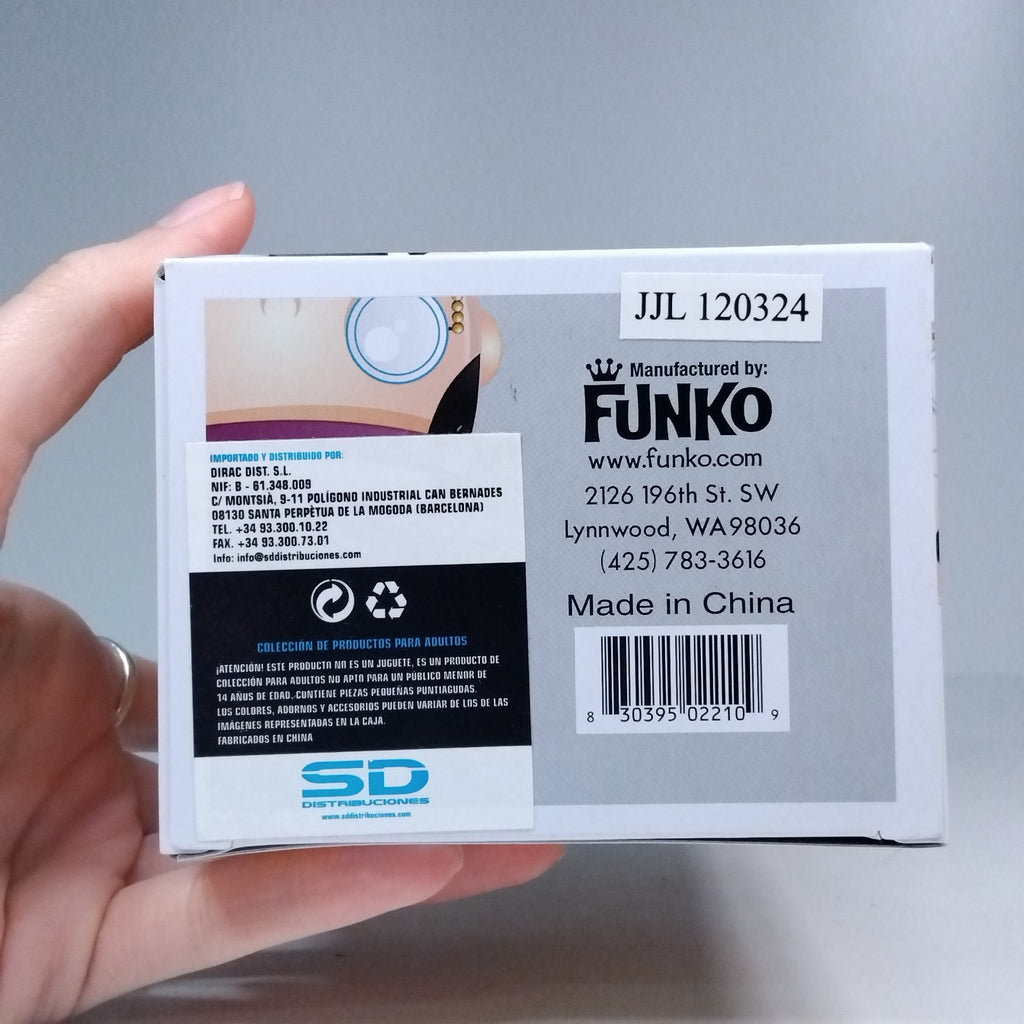 JJL 120324
Manufactured by:
FUNKO
www.funko.com
2126 196th St. SW
Lynnwood, WA98036
(425) 783-3616
Made in China
8 30395 02210 9
IMPORTADO Y DISTRIBUIDO POR:
DIRAC DIST. S.L.
NIF: B - 61.348.009
C/ MONTSIÀ, 9-11 POLÍGONO INDUSTRIAL CAN BERNADES
08130 SANTA PERPÈTUA DE LA MOGODA (BARCELONA)
TEL. +34 93.300.10.22
FAX. +34 93.300.73.01
Info: info@sddistribuciones.com
COLECCIÓN DE PRODUCTOS PARA ADULTOS
¡ATENCIÓN! ESTE PRODUCTO NO ES UN JUGUETE, ES UN PRODUCTO DE
COLECCIÓN PARA ADULTOS NO APTO PARA UN PÚBLICO MENOR DE
14 AÑOS DE EDAD. CONTIENE PIEZAS PEQUEÑAS PUNTIAGUDAS.
LOS COLORES, ADORNOS Y ACCESORIOS PUEDEN VARIAR DE LOS DE LAS
IMÁGENES REPRESENTADAS EN LA CAJA.
FABRICADOS EN CHINA
SD
DISTRIBUCIONES
www.sddistribuciones.com